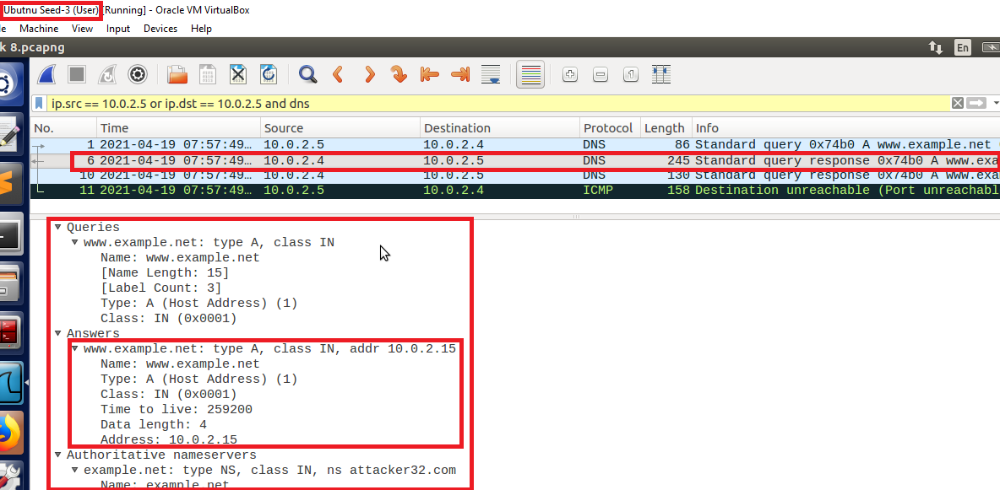 Ubutnu Seed-3 (User) [Running] - Oracle VM VirtualBox
le Machine View Input Devices Help
k 8.pcapng
En
ip.src == 10.0.2.5 or ip.dst == 10.0.2.5 and dns
No. Time Source Destination Protocol Length Info
1 2021-04-19 07:57:49… 10.0.2.5 10.0.2.4 DNS 86 Standard query 0x74b0 A www.example.net
6 2021-04-19 07:57:49… 10.0.2.4 10.0.2.5 DNS 245 Standard query response 0x74b0 A www.exa
10 2021-04-19 07:57:49… 10.0.2.4 10.0.2.5 DNS 130 Standard query response 0x74b0 A www.exa
11 2021-04-19 07:57:49… 10.0.2.5 10.0.2.4 ICMP 158 Destination unreachable (Port unreachabl
Queries
www.example.net: type A, class IN
Name: www.example.net
[Name Length: 15]
[Label Count: 3]
Type: A (Host Address) (1)
Class: IN (0x0001)
Answers
www.example.net: type A, class IN, addr 10.0.2.15
Name: www.example.net
Type: A (Host Address) (1)
Class: IN (0x0001)
Time to live: 259200
Data length: 4
Address: 10.0.2.15
Authoritative nameservers
example.net: type NS, class IN, ns attacker32.com
Name: example.net